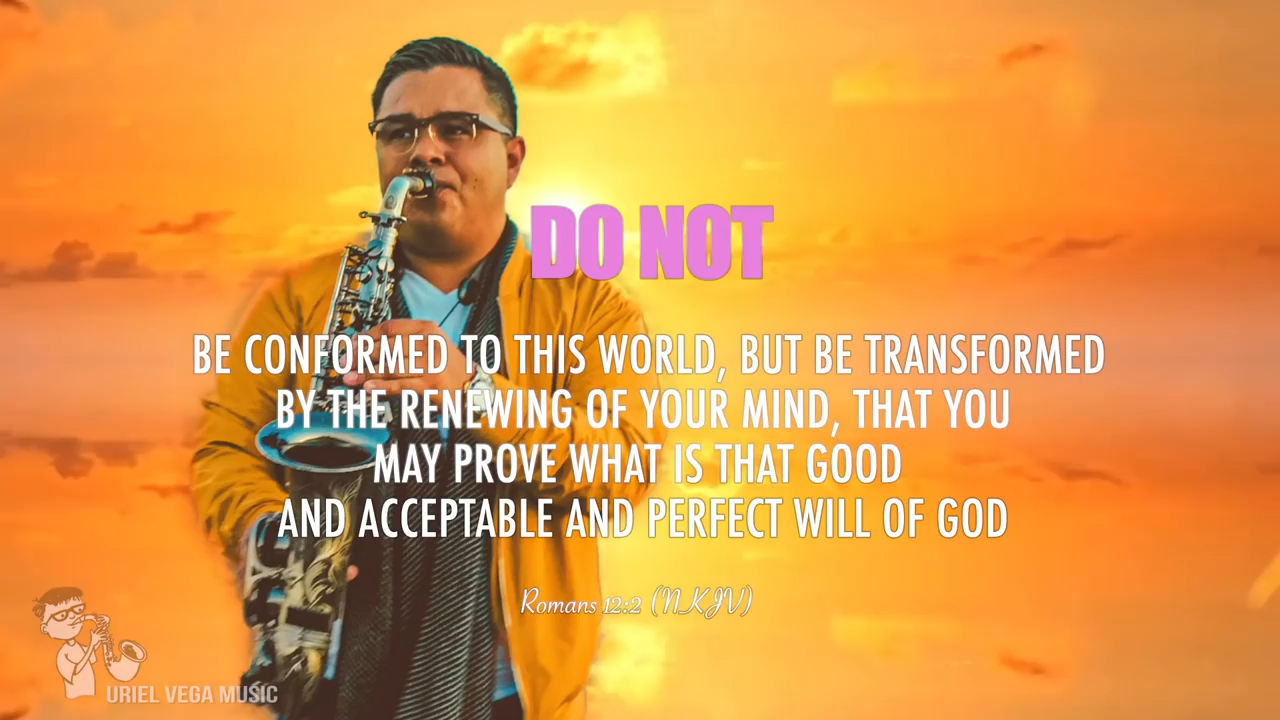 DO NOT
BE CONFORMED TO THIS WORLD, BUT BE TRANSFORMED
BY THE RENEWING OF YOUR MIND, THAT YOU
MAY PROVE WHAT IS THAT GOOD
AND ACCEPTABLE AND PERFECT WILL OF GOD
Romans 12:2 (NKJV)
URIEL VEGA MUSIC